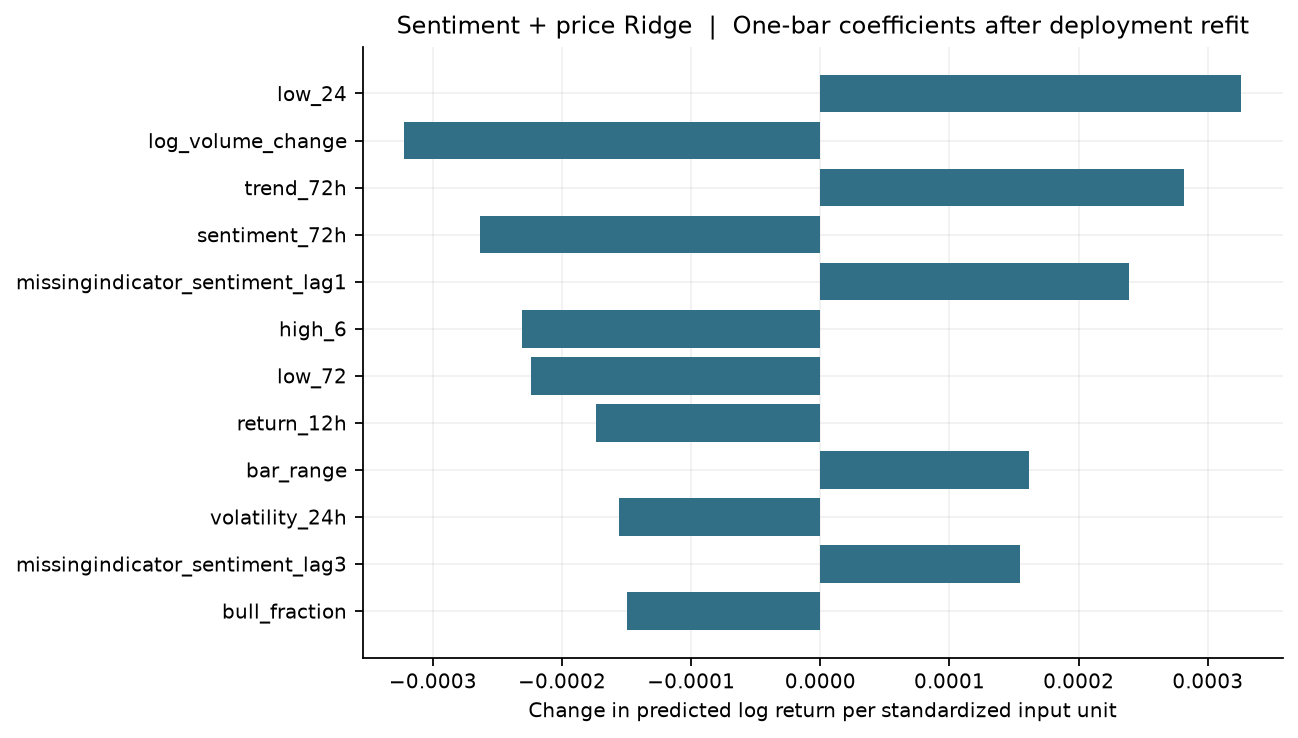 Sentiment + price Ridge | One-bar coefficients after deployment refit
low_24
log_volume_change
trend_72h
sentiment_72h
missingindicator_sentiment_lag1
high_6
low_72
return_12h
bar_range
volatility_24h
missingindicator_sentiment_lag3
bull_fraction
−0.0003 −0.0002 −0.0001 0.0000 0.0001 0.0002 0.0003
Change in predicted log return per standardized input unit